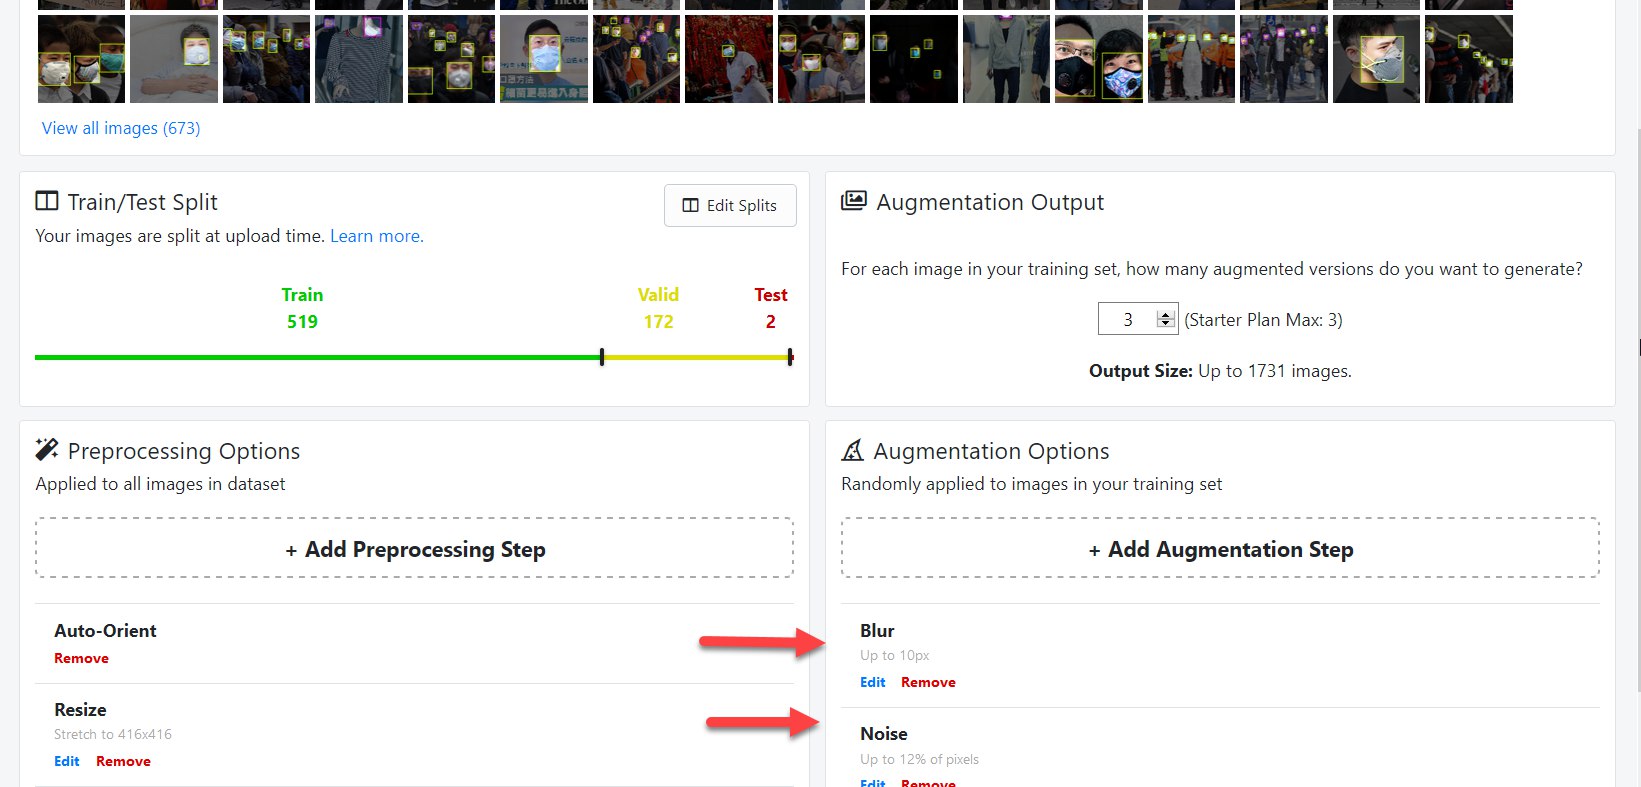 View all images (673)
Train/Test Split
Edit Splits
Your images are split at upload time. Learn more.
Train
519
Valid
172
Test
2
Augmentation Output
For each image in your training set, how many augmented versions do you want to generate?
3 (Starter Plan Max: 3)
Output Size: Up to 1731 images.
Preprocessing Options
Applied to all images in dataset
+ Add Preprocessing Step
Auto-Orient
Remove
Resize
Stretch to 416x416
Edit Remove
Augmentation Options
Randomly applied to images in your training set
+ Add Augmentation Step
Blur
Up to 10px
Edit Remove
Noise
Up to 12% of pixels
Edit Remove